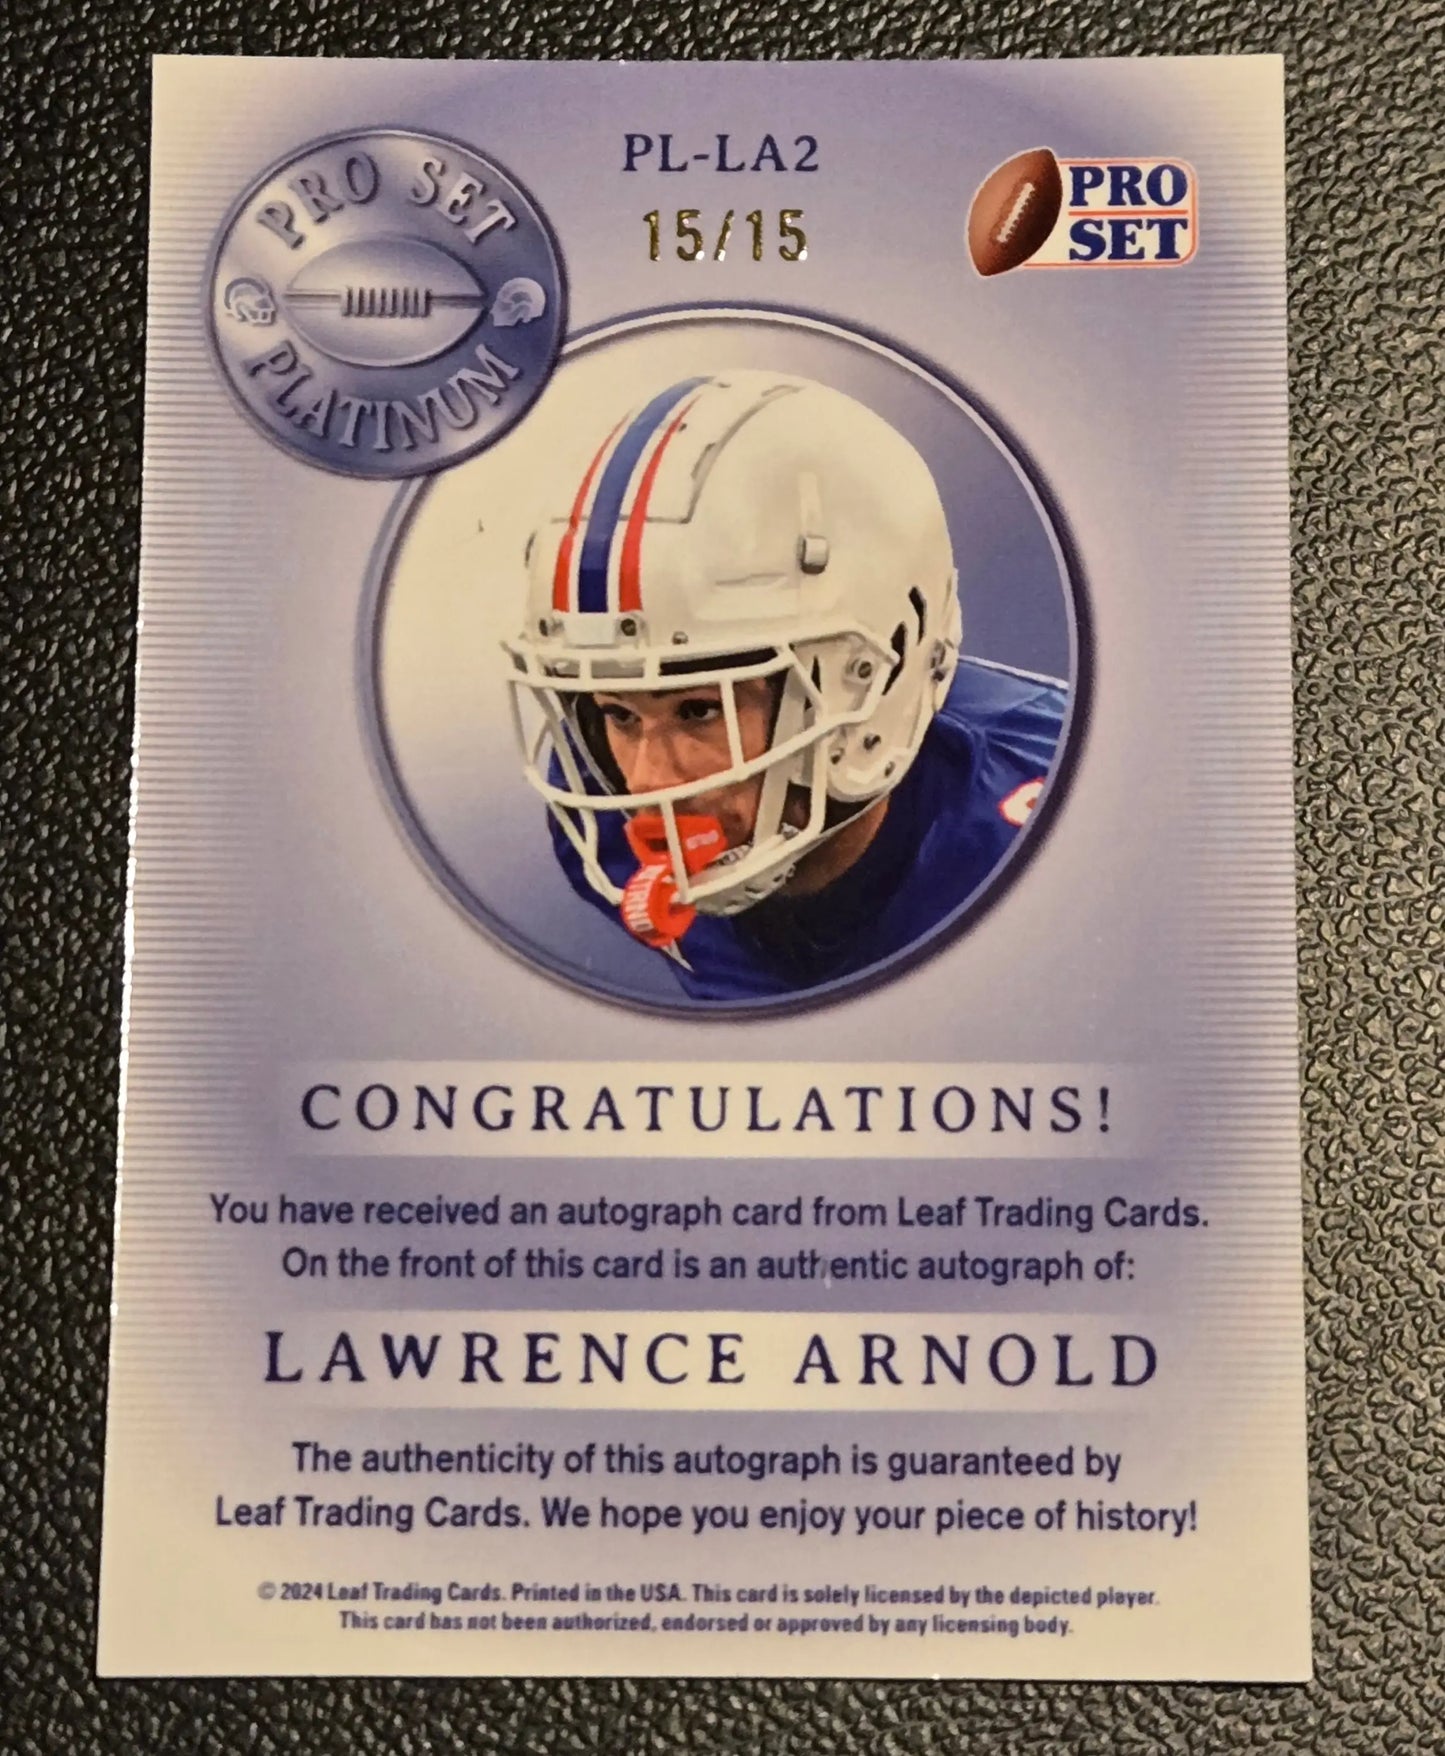 PL-LA2
15/15
PRO SET
PLATINUM
PRO
SET
CONGRATULATIONS!
You have received an autograph card from Leaf Trading Cards.
On the front of this card is an authentic autograph of:
LAWRENCE ARNOLD
The authenticity of this autograph is guaranteed by
Leaf Trading Cards. We hope you enjoy your piece of history!
© 2024 Leaf Trading Cards. Printed in the USA. This card is solely licensed by the depicted player.
This card has not been authorized, endorsed or approved by any licensing body.